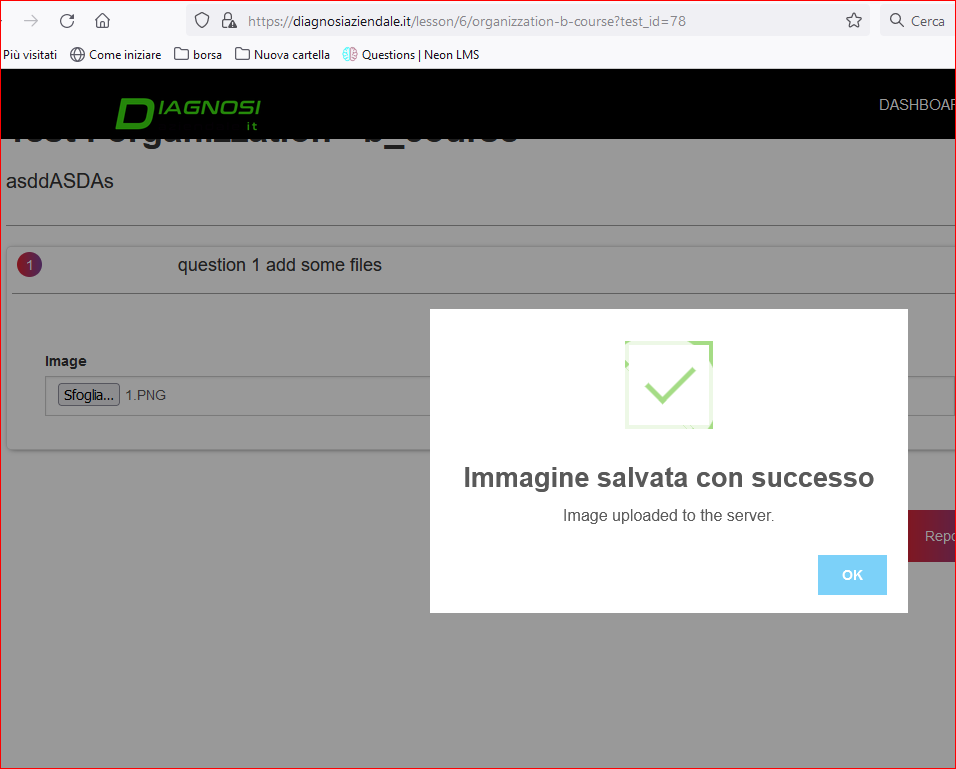 https://diagnosiaziendale.it/lesson/6/organizzation-b-course?test_id=78
Cerca
Più visitati
Come iniziare
borsa
Nuova cartella
Questions | Neon LMS
DIAGNOSI
it
DASHBOAR
asddASDAs
1
question 1 add some files
Image
Sfoglia... 1.PNG
Immagine salvata con successo
Image uploaded to the server.
OK
Repo